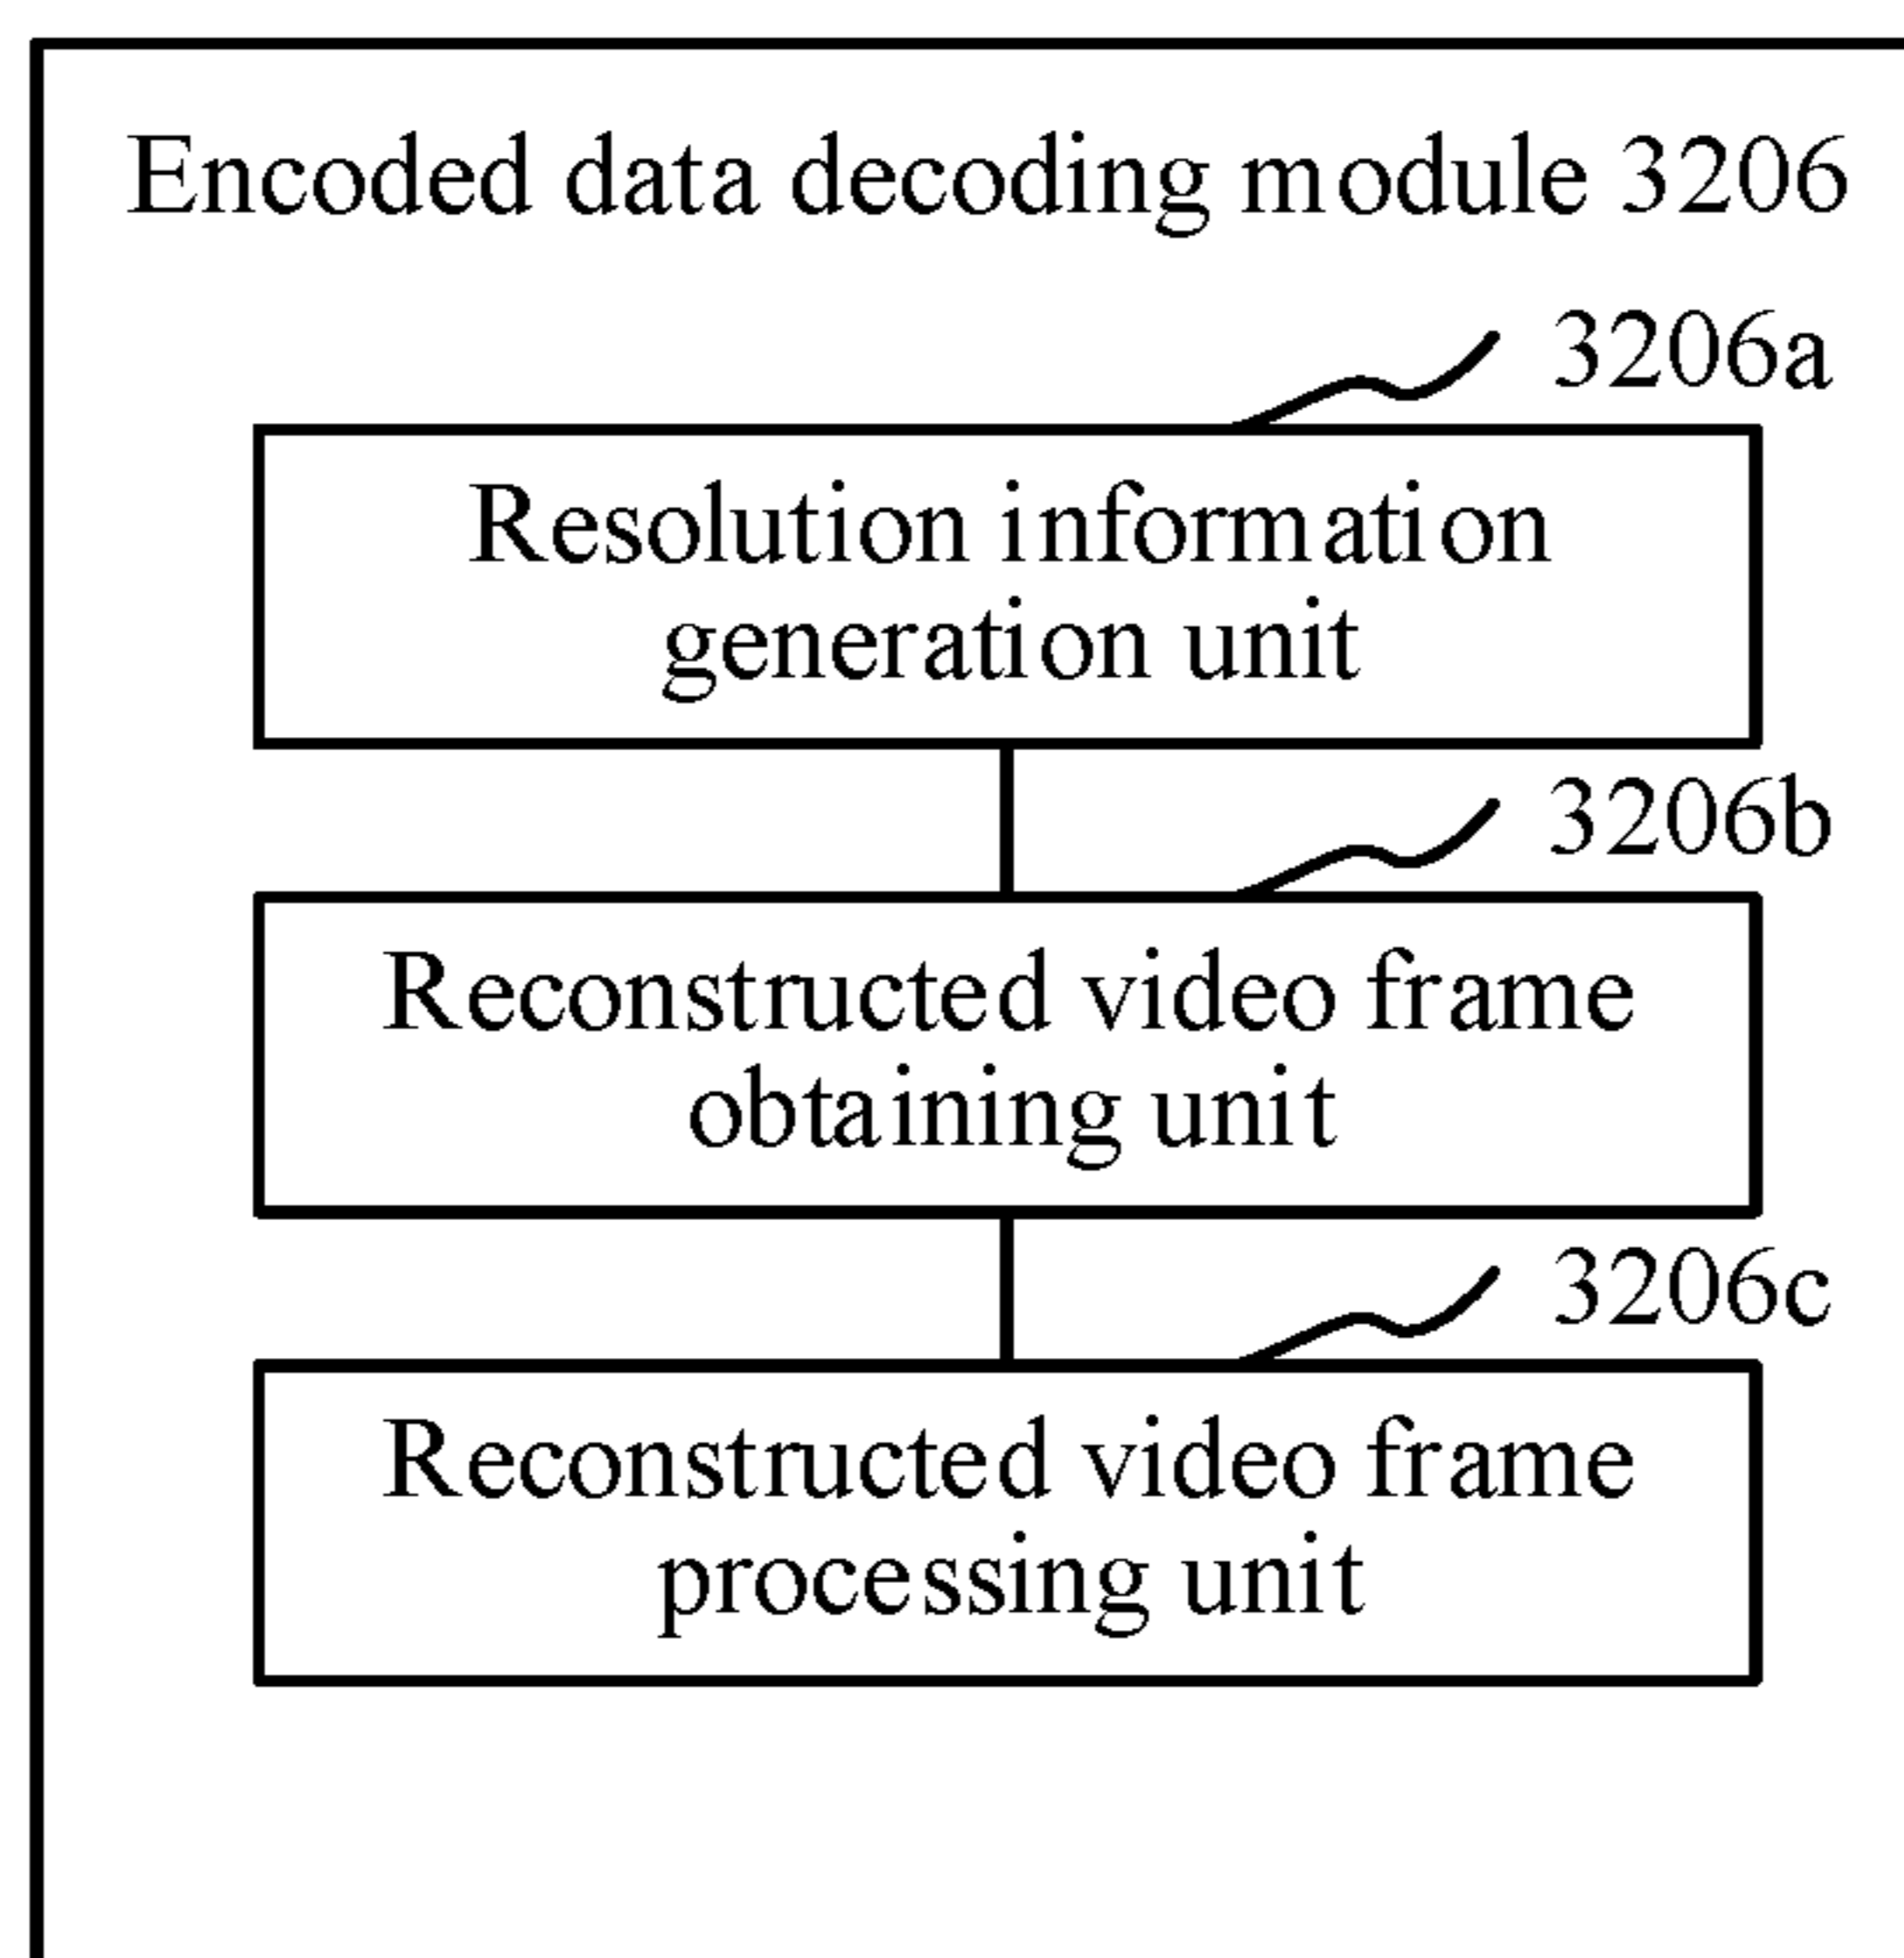 Encoded data decoding module 3206
3206a
Resolution information
generation unit
3206b
Reconstructed video frame
obtaining unit
3206c
Reconstructed video frame
processing unit